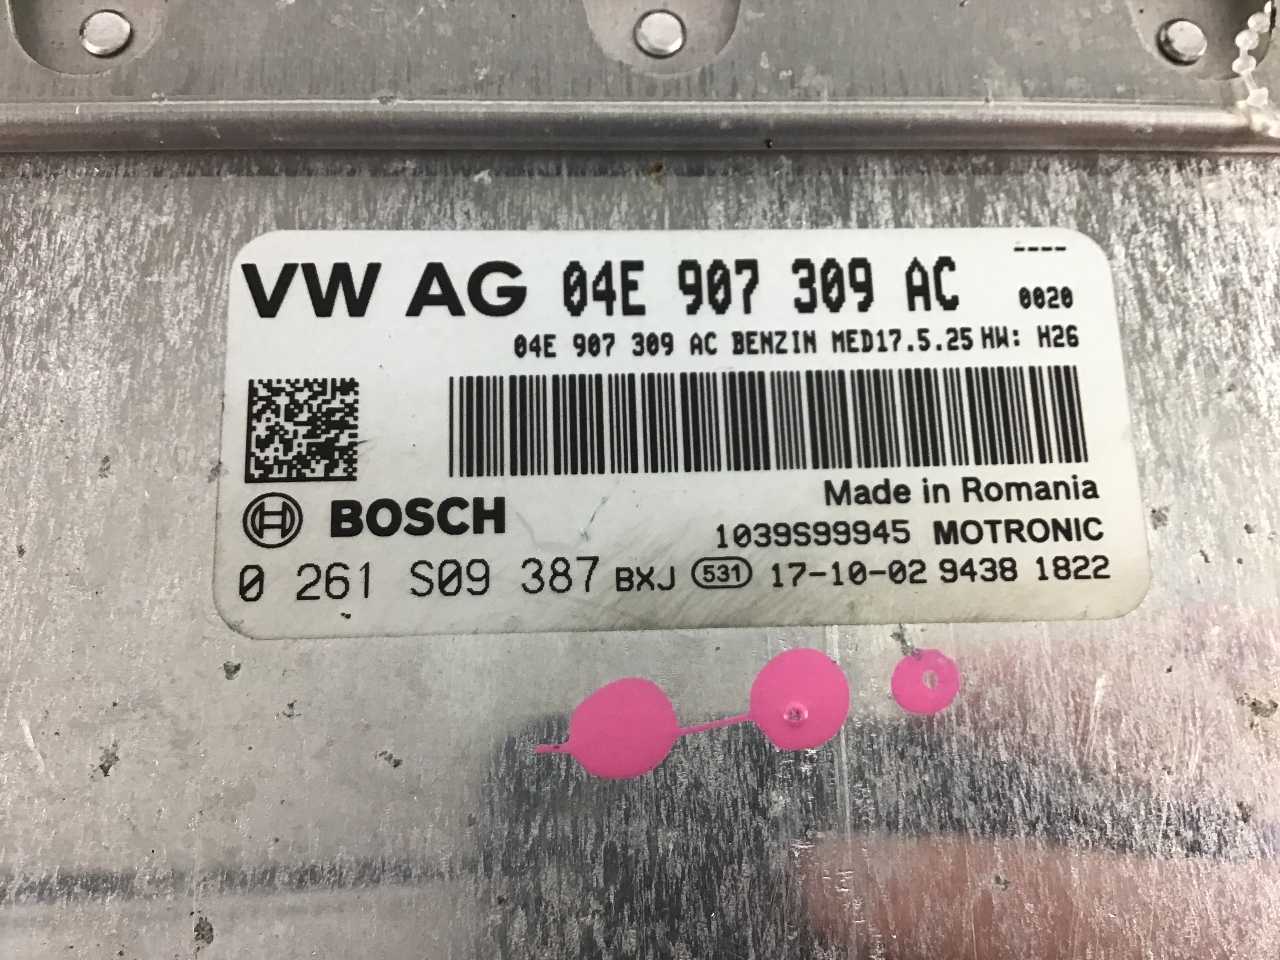 VW AG 04E 907 309 AC ----
0020
04E 907 309 AC BENZIN MED17.5.25 HW: H26
Made in Romania
BOSCH
1039S99945 MOTRONIC
0 261 S09 387 BXJ 531 17-10-02 9438 1822